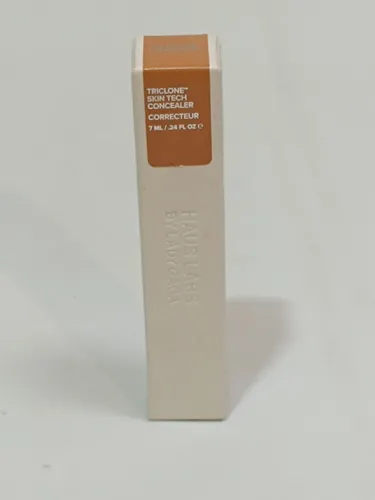 TRICLONE™
SKIN TECH
CONCEALER
CORRECTEUR
7 ML / .24 FL OZ ℮
HAUS LABS
BY LADY GAGA